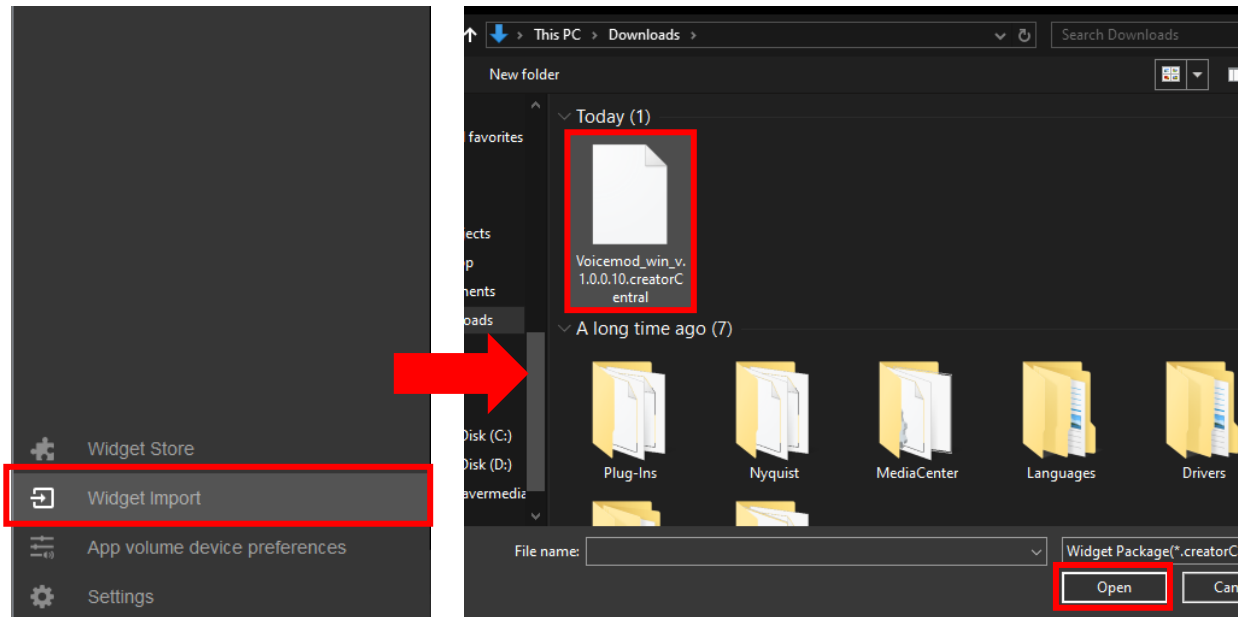 Widget Store
Widget Import
App volume device preferences
Settings
This PC > Downloads >
Search Downloads
New folder
Today (1)
favorites
ects
p
nents
oads
Disk (C:)
Disk (D:)
avermedia
Voicemod_win_v.
1.0.0.10.creatorC
entral
A long time ago (7)
Plug-Ins
Nyquist
MediaCenter
Languages
Drivers
File name:
Widget Package(*.creatorC
Open
Can